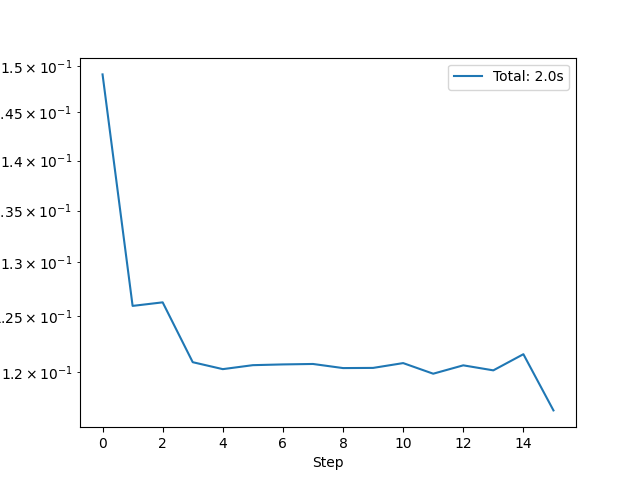 1.5 × 10⁻¹
.45 × 10⁻¹
1.4 × 10⁻¹
.35 × 10⁻¹
1.3 × 10⁻¹
.25 × 10⁻¹
1.2 × 10⁻¹
Total: 2.0s
0 2 4 6 8 10 12 14
Step